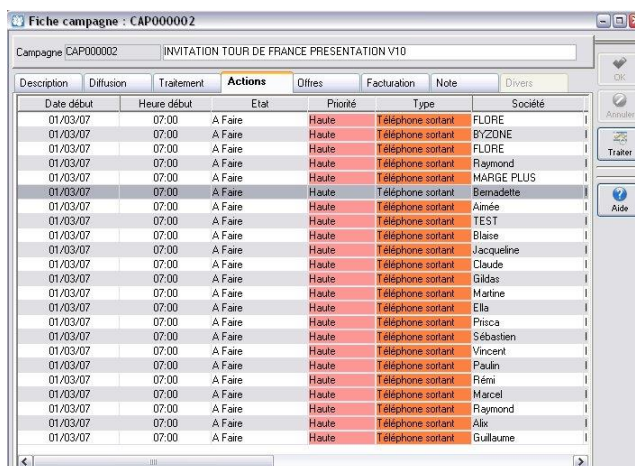 Fiche campagne : CAP000002
Campagne CAP000002 INVITATION TOUR DE FRANCE PRESENTATION V10
Description Diffusion Traitement Actions Offres Facturation Note Divers
OK
Annuler
Traiter
Aide
Date début Heure début Etat Priorité Type Société
01/03/07 07:00 A Faire Haute Téléphone sortant FLORE
01/03/07 07:00 A Faire Haute Téléphone sortant BYZONE
01/03/07 07:00 A Faire Haute Téléphone sortant FLORE
01/03/07 07:00 A Faire Haute Téléphone sortant Raymond
01/03/07 07:00 A Faire Haute Téléphone sortant MARGE PLUS
01/03/07 07:00 A Faire Haute Téléphone sortant Bernadette
01/03/07 07:00 A Faire Haute Téléphone sortant Aimée
01/03/07 07:00 A Faire Haute Téléphone sortant TEST
01/03/07 07:00 A Faire Haute Téléphone sortant Blaise
01/03/07 07:00 A Faire Haute Téléphone sortant Jacqueline
01/03/07 07:00 A Faire Haute Téléphone sortant Claude
01/03/07 07:00 A Faire Haute Téléphone sortant Gildas
01/03/07 07:00 A Faire Haute Téléphone sortant Martine
01/03/07 07:00 A Faire Haute Téléphone sortant Ella
01/03/07 07:00 A Faire Haute Téléphone sortant Prisca
01/03/07 07:00 A Faire Haute Téléphone sortant Sébastien
01/03/07 07:00 A Faire Haute Téléphone sortant Vincent
01/03/07 07:00 A Faire Haute Téléphone sortant Paulin
01/03/07 07:00 A Faire Haute Téléphone sortant Rémi
01/03/07 07:00 A Faire Haute Téléphone sortant Marcel
01/03/07 07:00 A Faire Haute Téléphone sortant Raymond
01/03/07 07:00 A Faire Haute Téléphone sortant Alix
01/03/07 07:00 A Faire Haute Téléphone sortant Guillaume